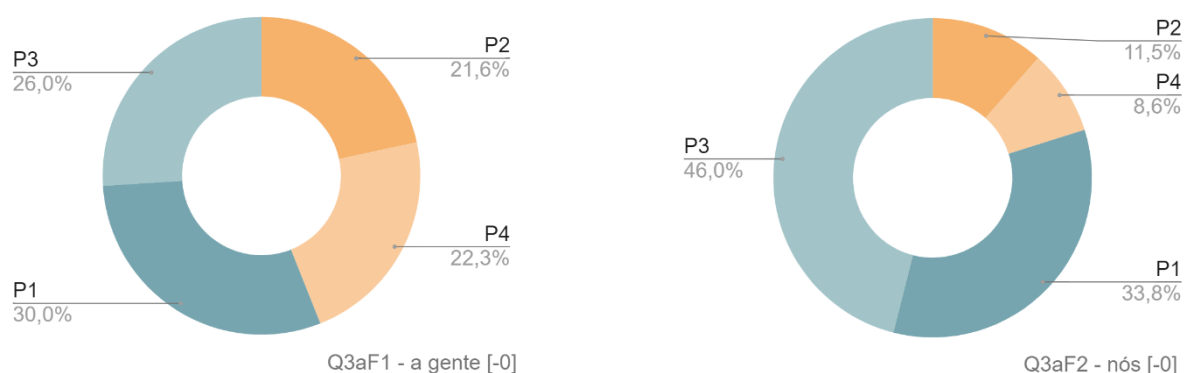 P3
26,0%
P2
21,6%
P4
22,3%
P1
30,0%
Q3aF1 - a gente [-0]
P2
11,5%
P4
8,6%
P3
46,0%
P1
33,8%
Q3aF2 - nós [-0]